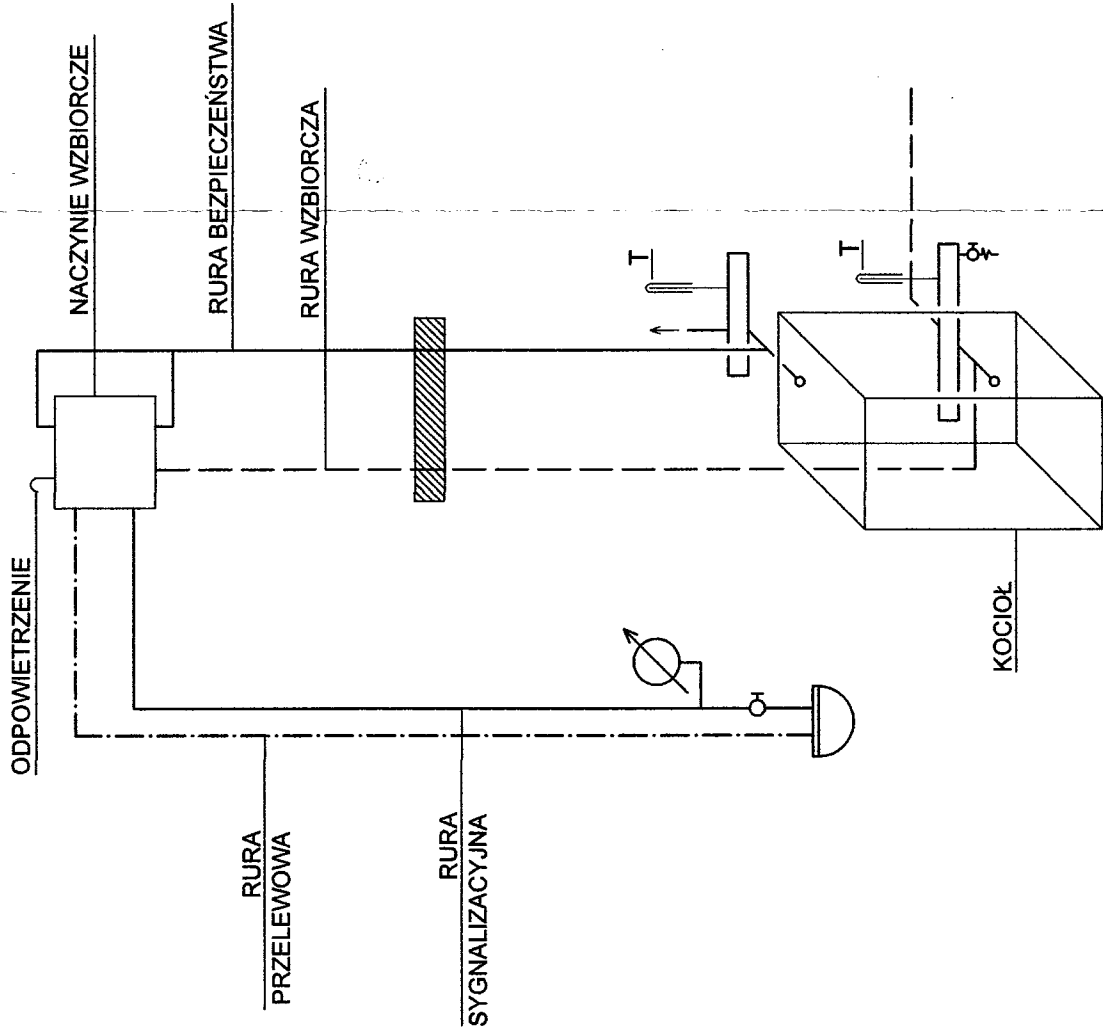 ODPOWIETRZENIE
NACZYNIE WZBIORCZE
RURA BEZPIECZEŃSTWA
RURA WZBIORCZA
RURA
PRZELEWOWA
RURA
SYGNALIZACYJNA
T
T
KOCIOŁ